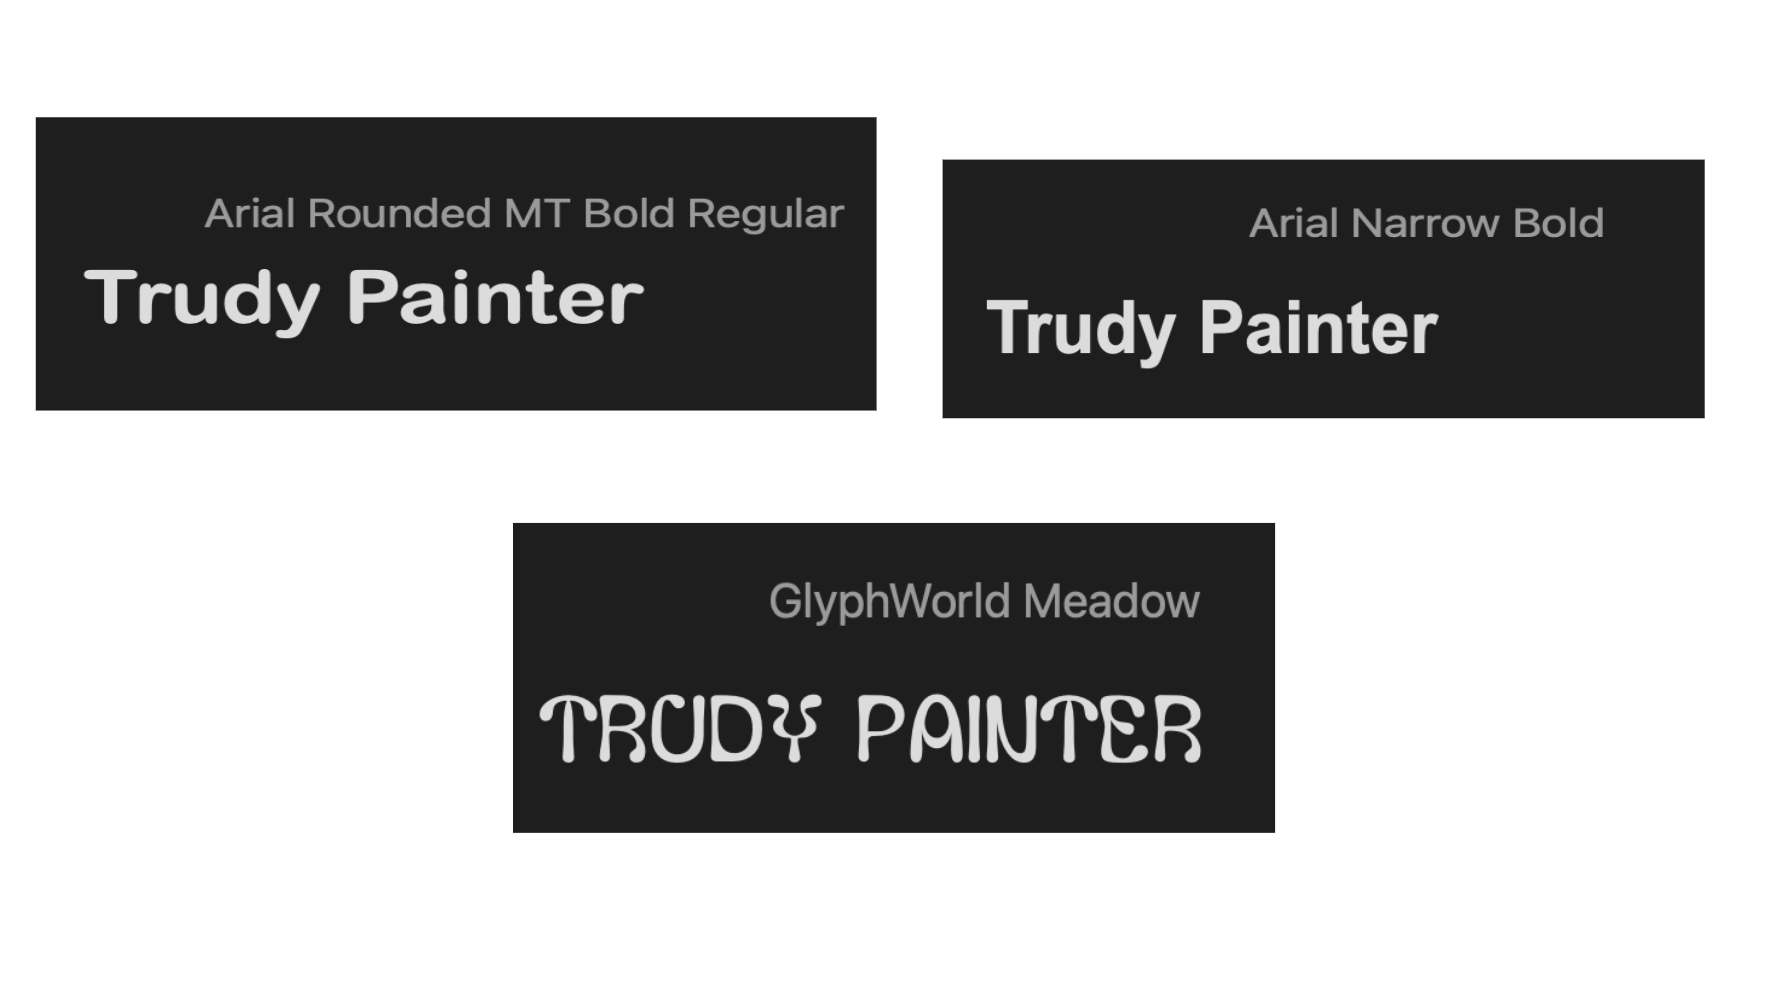 Arial Rounded MT Bold Regular
Trudy Painter
Arial Narrow Bold
Trudy Painter
GlyphWorld Meadow
TRUDY PAINTER